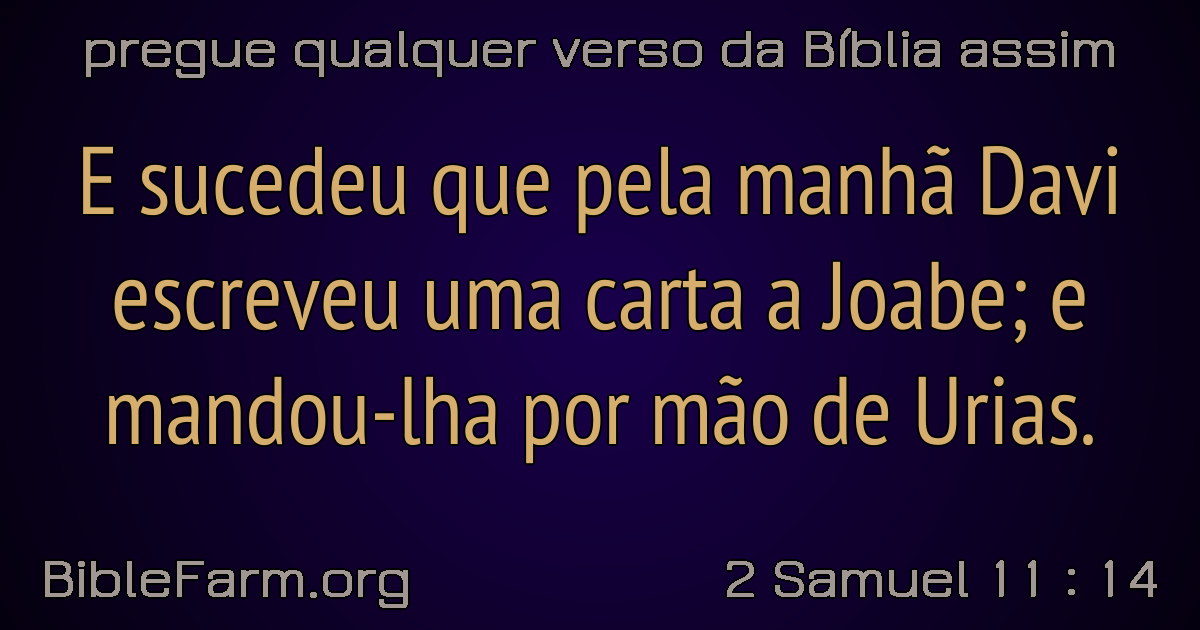 pregue qualquer verso da Bíblia assim
E sucedeu que pela manhã Davi
escreveu uma carta a Joabe; e
mandou-lha por mão de Urias.
BibleFarm.org
2 Samuel 11 : 14